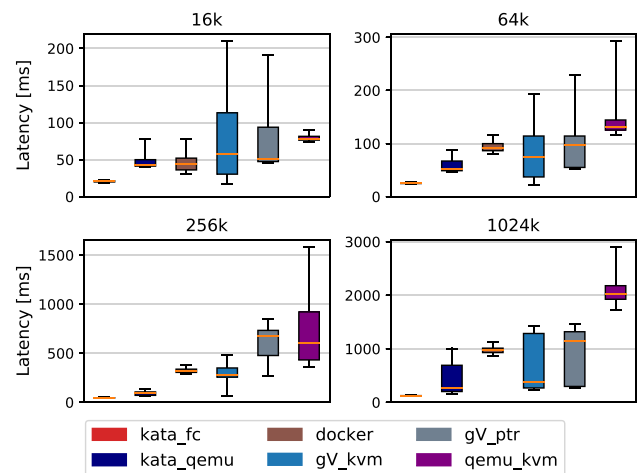 16k
64k
Latency [ms]
200
150
100
50
0
300
200
100
0
256k
1024k
Latency [ms]
1500
1000
500
0
3000
2000
1000
0
kata_fc
docker
gV_ptr
kata_qemu
gV_kvm
qemu_kvm